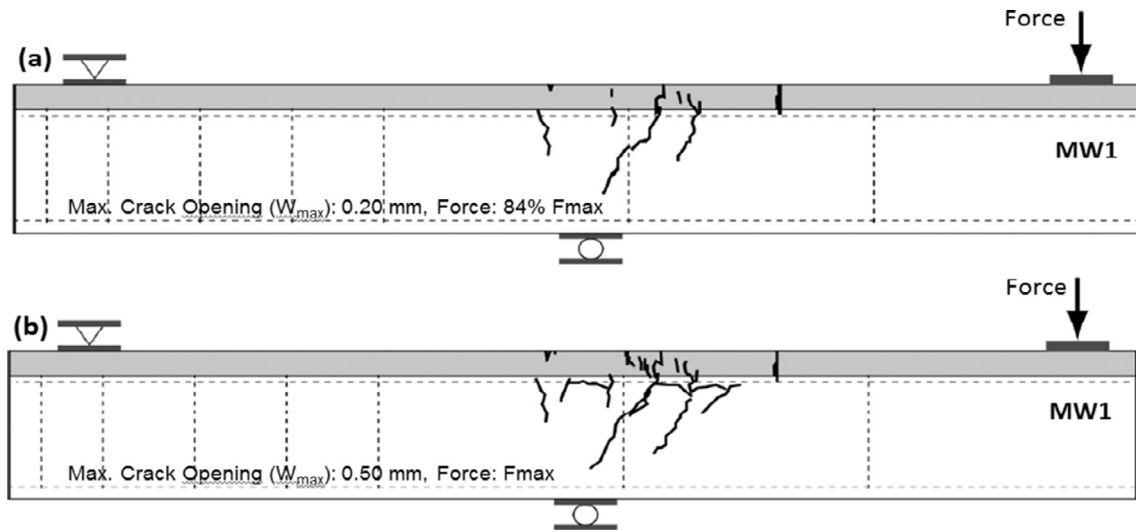 Force
(a)
MW1
Max. Crack Opening (Wmax): 0.20 mm, Force: 84% Fmax
Force
(b)
MW1
Max. Crack Opening (Wmax): 0.50 mm, Force: Fmax